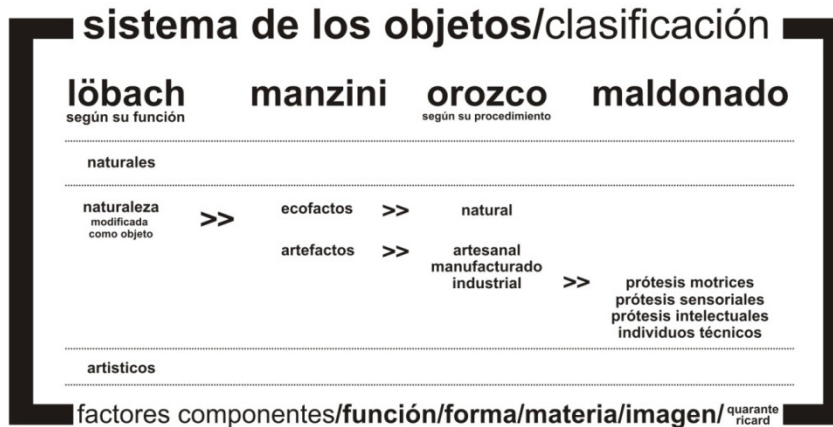 sistema de los objetos/clasificación
löbach manzini orozco maldonado
según su función según su procedimiento
naturales
naturaleza >> ecofactos >> natural
modificada
como objeto
artefactos >> artesanal
manufacturado
industrial >> prótesis motrices
prótesis sensoriales
prótesis intelectuales
individuos técnicos
artisticos
factores componentes/función/forma/materia/imagen/ quarante
ricard